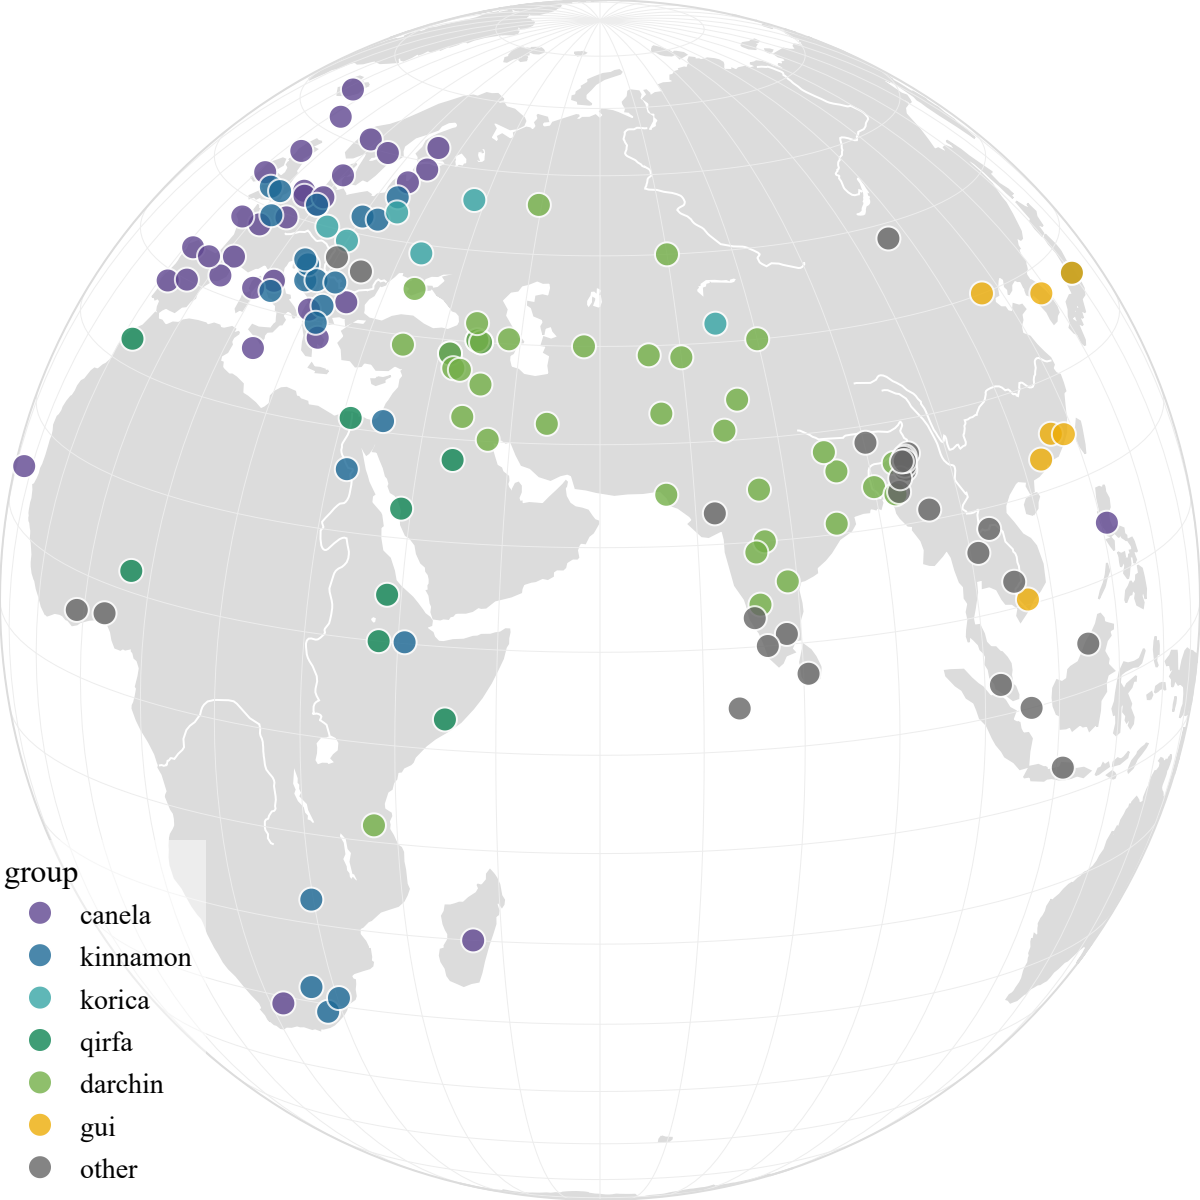 group
canela
kinnamon
korica
qirfa
darchin
gui
other